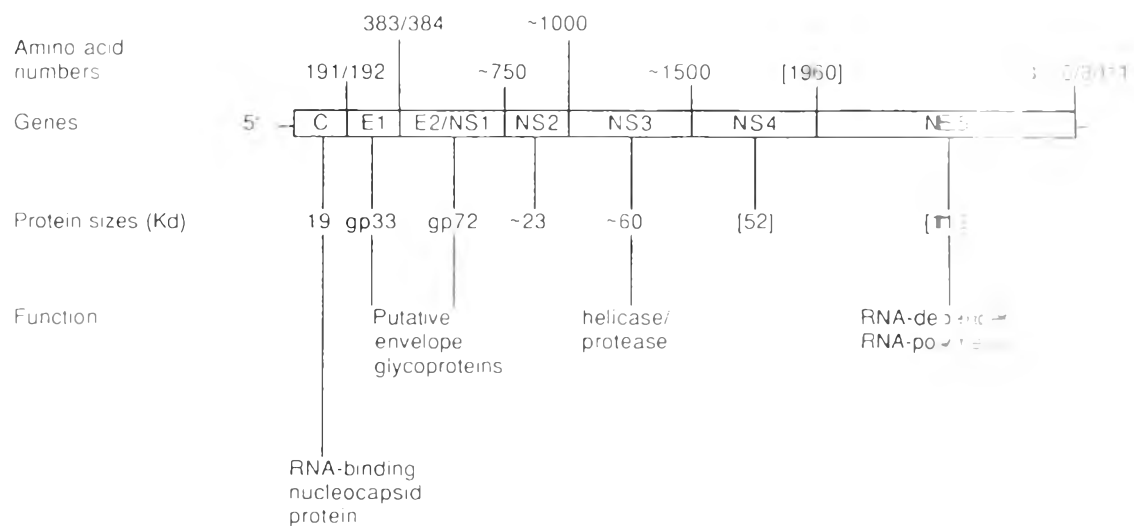 383/384 ~1000
Amino acid
numbers 191/192 ~750 ~1500 [1960]
Genes 5' C E1 E2/NS1 NS2 NS3 NS4
Protein sizes (Kd) 19 gp33 gp72 ~23 ~60 [52]
Function Putative helicase/
envelope protease
glycoproteins
RNA-binding
nucleocapsid
protein